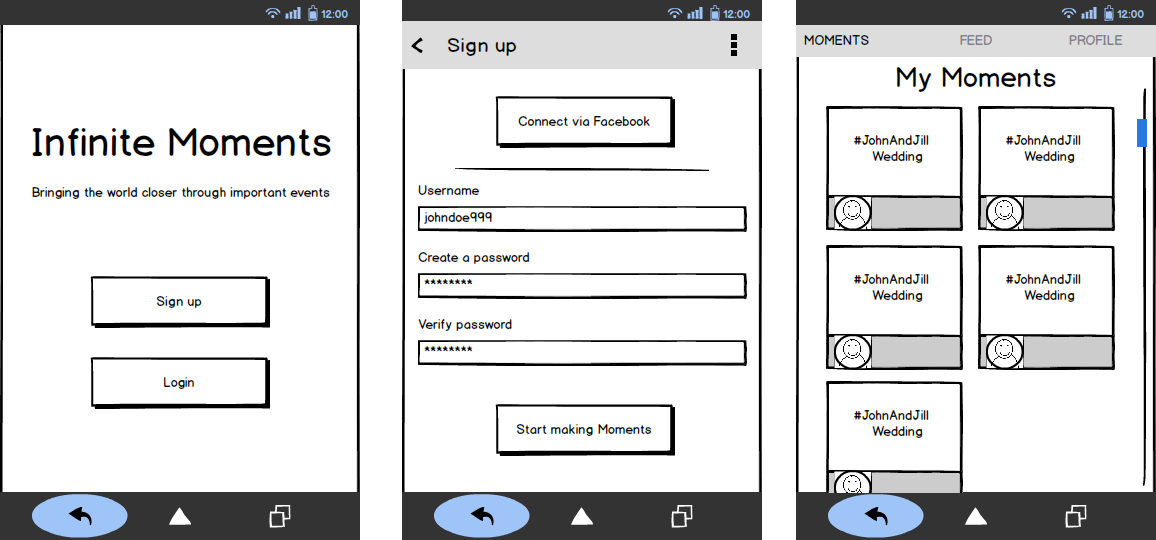 12:00
Infinite Moments
Bringing the world closer through important events
Sign up
Login
12:00
Sign up
Connect via Facebook
Username
johndoe999
Create a password
********
Verify password
********
Start making Moments
12:00
MOMENTS FEED PROFILE
My Moments
#JohnAndJill
Wedding
#JohnAndJill
Wedding
#JohnAndJill
Wedding
#JohnAndJill
Wedding
#JohnAndJill
Wedding